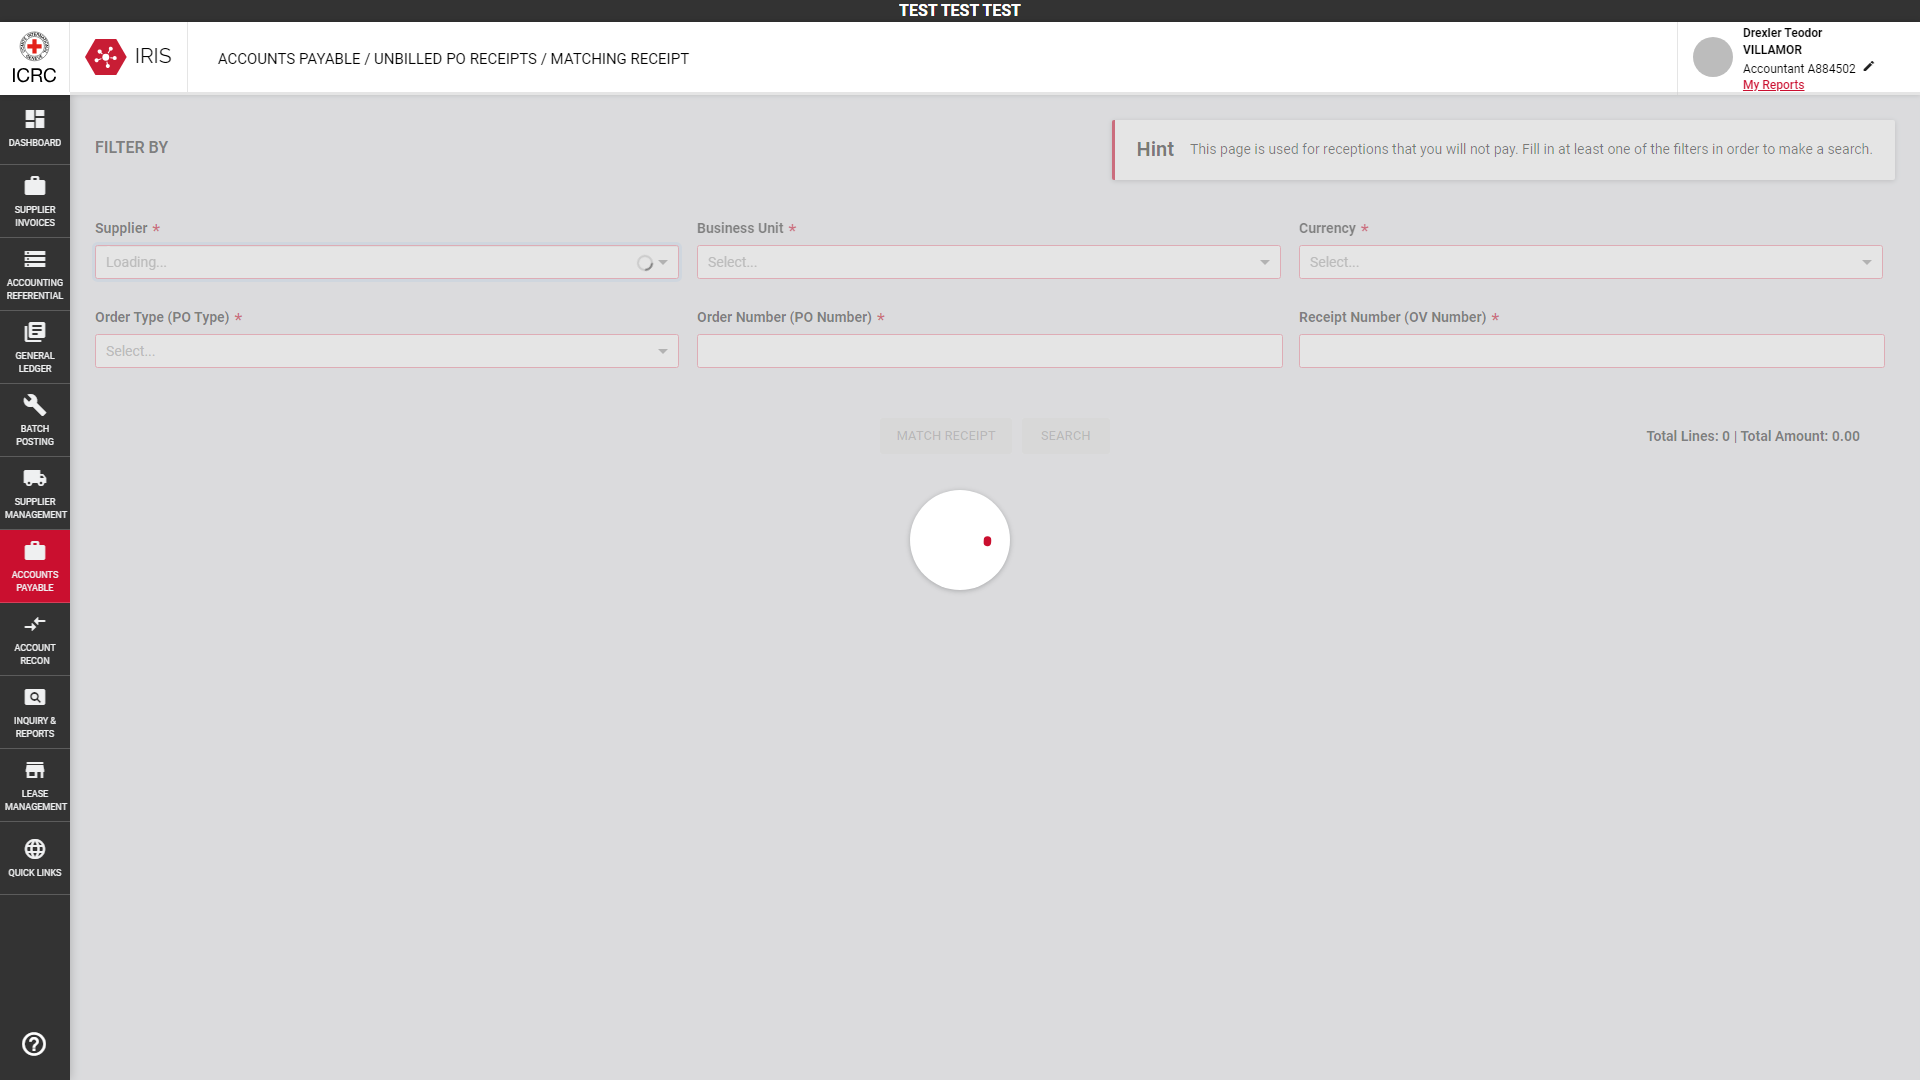 TEST TEST TEST
ICRC
IRIS
ACCOUNTS PAYABLE / UNBILLED PO RECEIPTS / MATCHING RECEIPT
Drexler Teodor
VILLAMOR
Accountant A884502
My Reports
DASHBOARD
SUPPLIER
INVOICES
ACCOUNTING
REFERENTIAL
GENERAL
LEDGER
BATCH
POSTING
SUPPLIER
MANAGEMENT
ACCOUNTS
PAYABLE
ACCOUNT
RECON
INQUIRY &
REPORTS
LEASE
MANAGEMENT
QUICK LINKS
FILTER BY
Hint This page is used for receptions that you will not pay. Fill in at least one of the filters in order to make a search.
Supplier *
Loading...
Business Unit *
Select...
Currency *
Select...
Order Type (PO Type) *
Select...
Order Number (PO Number) *
Receipt Number (OV Number) *
MATCH RECEIPT
SEARCH
Total Lines: 0 | Total Amount: 0.00